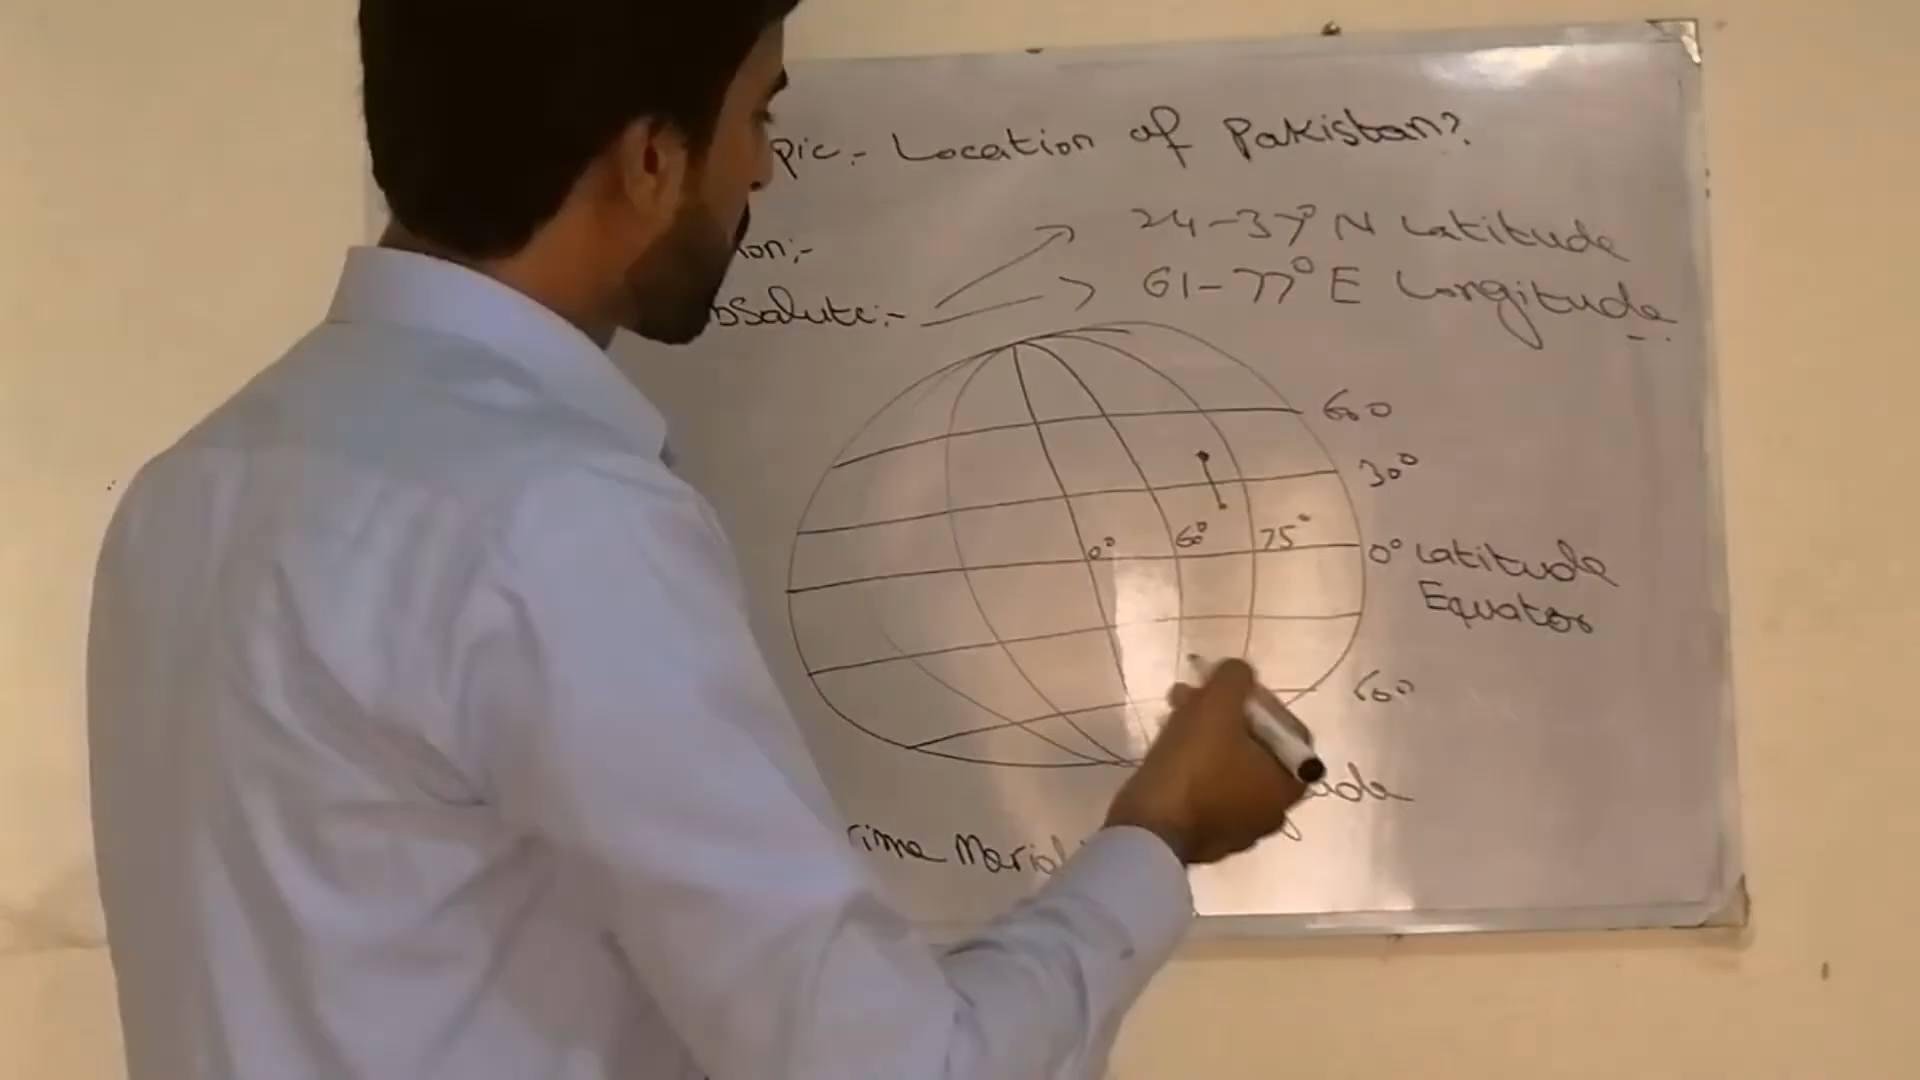 pic:- Location of Pakistan?
24-37° N Latitude
61-77° E Longitude
bsalute:-
60
30°
0° 60° 75°
0° Latitude
Equator
60